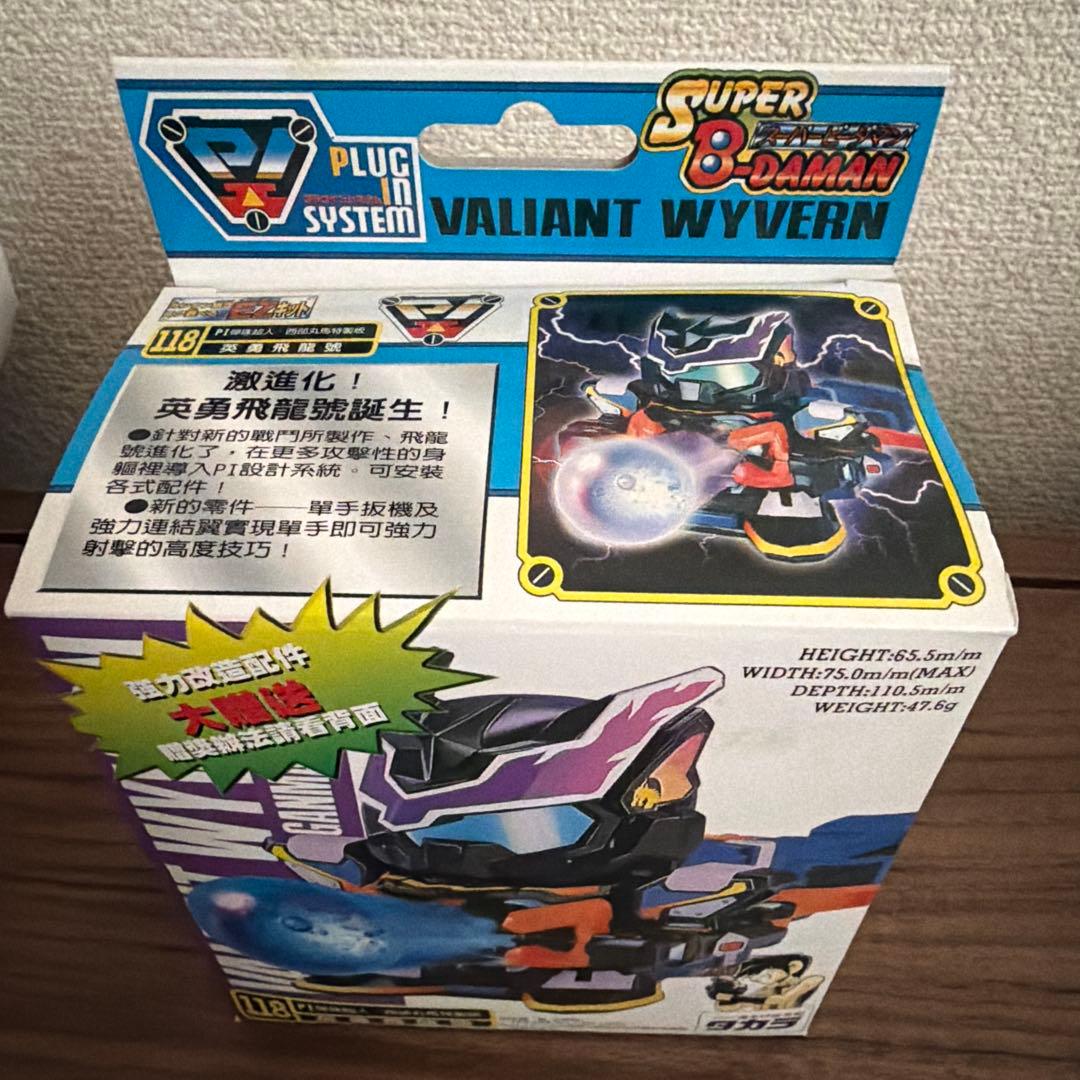 PI
PLUG
IN
SYSTEM
SUPER
スーパービーダマン
B-DAMAN
VALIANT WYVERN
118
PI彈珠超人·西部丸馬特製版
英勇飛龍號
PI
激進化！
英勇飛龍號誕生！
●針對新的戰鬥所製作、飛龍
號進化了，在更多攻擊性的身
軀裡導入PI設計系統。可安裝
各式配件！
●新的零件——單手扳機及
強力連結翼實現單手即可強力
射擊的高度技巧！
強力改造配件
大贈送
贈獎辦法請看背面
HEIGHT:65.5m/m
WIDTH:75.0m/m(MAX)
DEPTH:110.5m/m
WEIGHT:47.6g
118
タカラ